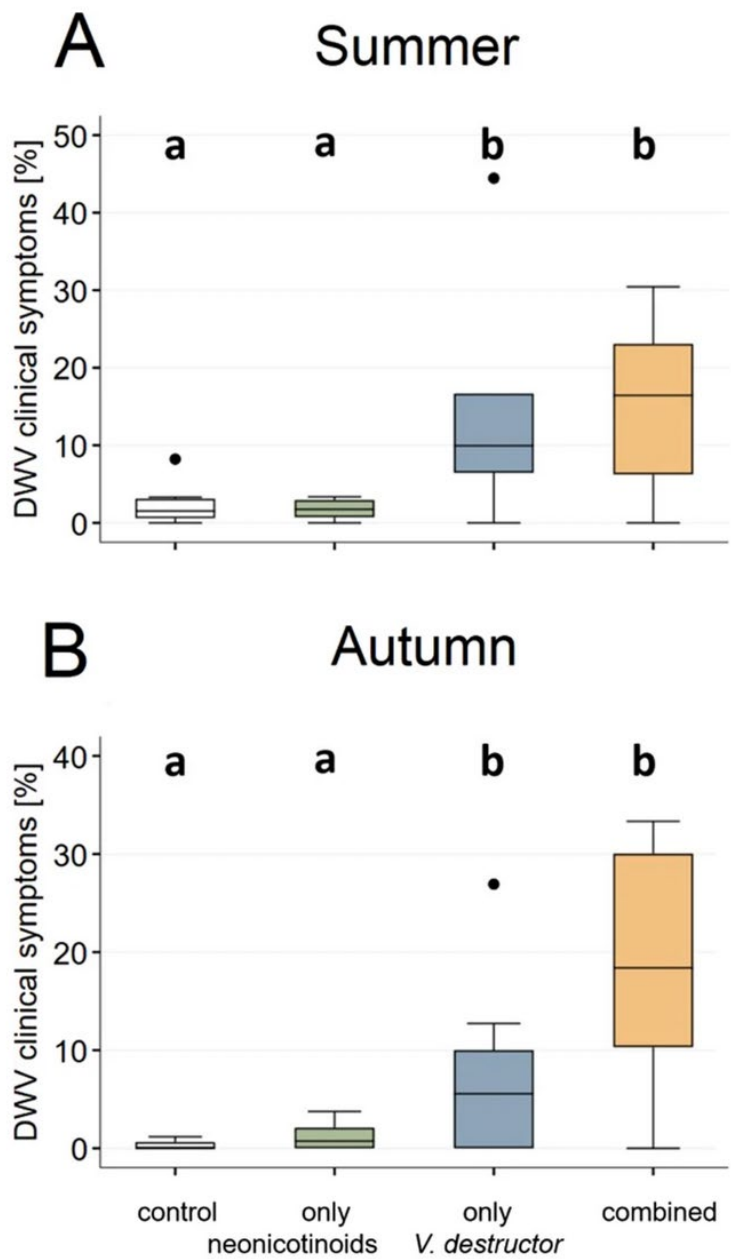 A
Summer
DWV clinical symptoms [%]
50
40
30
20
10
0
a a b b
B
Autumn
DWV clinical symptoms [%]
40
30
20
10
0
a a b b
control only only combined
neonicotinoids V. destructor